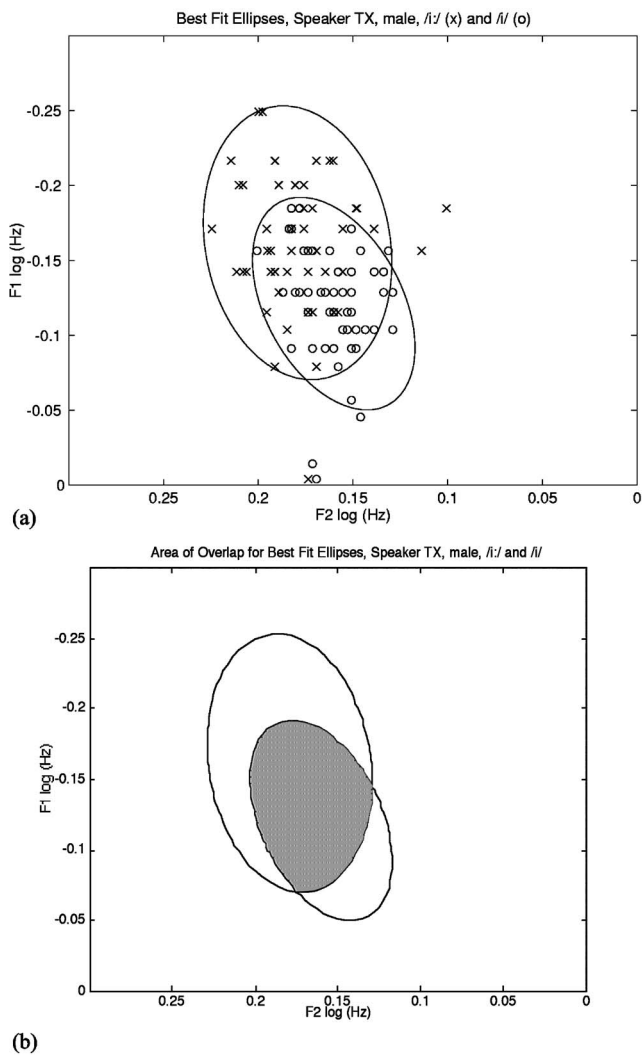 Best Fit Ellipses, Speaker TX, male, /i:/ (x) and /i/ (o)
-0.25
-0.2
-0.15
-0.1
-0.05
0
F1 log (Hz)
0.25 0.2 0.15 0.1 0.05 0
F2 log (Hz)
(a)
Area of Overlap for Best Fit Ellipses, Speaker TX, male, /i:/ and /i/
-0.25
-0.2
-0.15
-0.1
-0.05
0
F1 log (Hz)
0.25 0.2 0.15 0.1 0.05 0
F2 log (Hz)
(b)